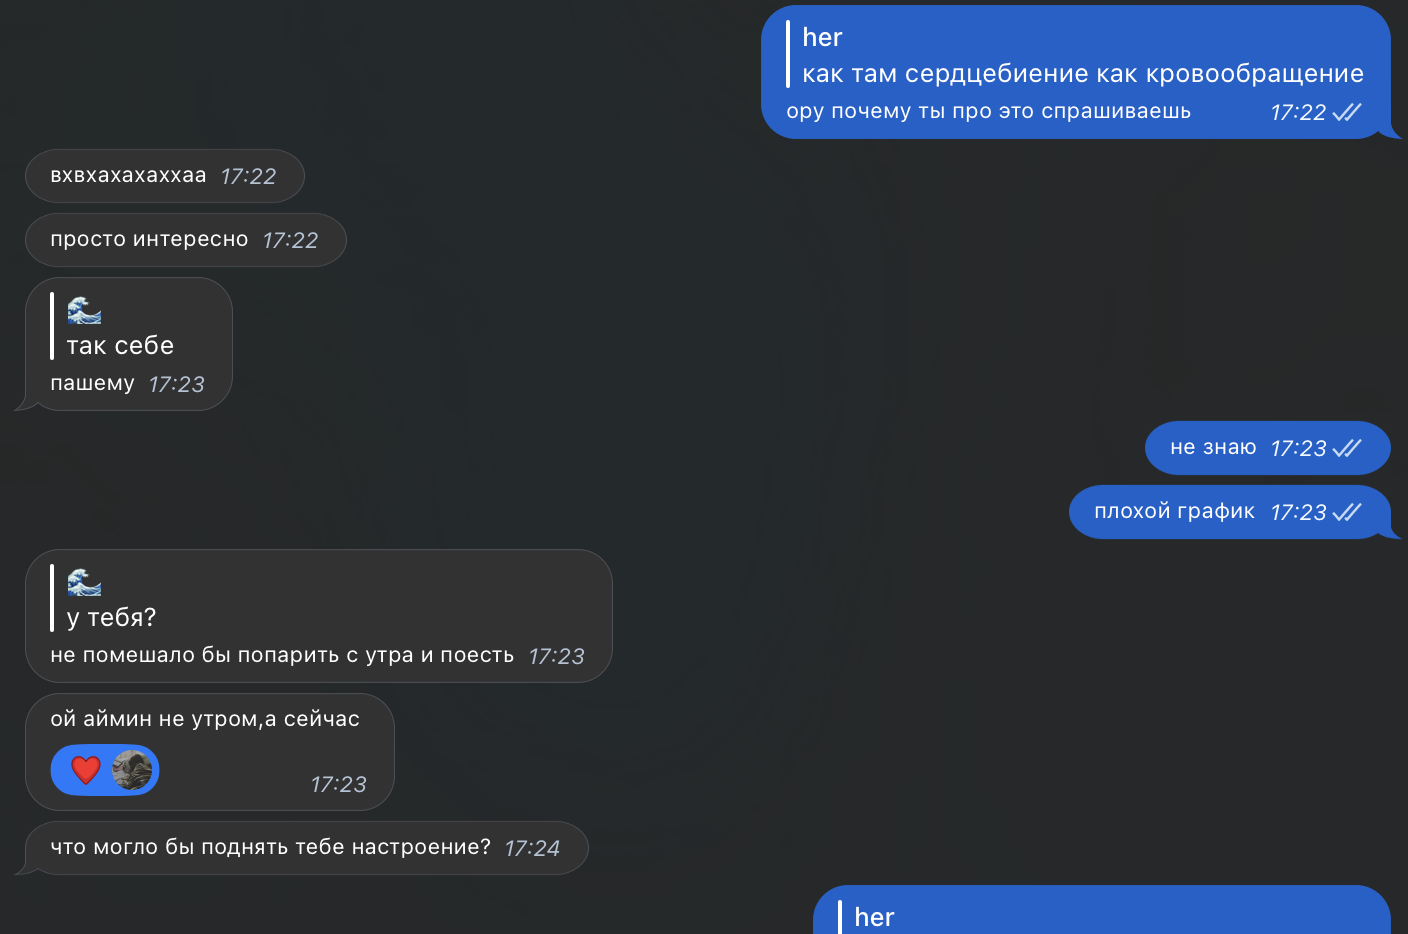 her
как там сердцебиение как кровообращение
ору почему ты про это спрашиваешь 17:22
вхвхахахаххаа 17:22
просто интересно 17:22
🌊
так себе
пашему 17:23
не знаю 17:23
плохой график 17:23
🌊
у тебя?
не помешало бы попарить с утра и поесть 17:23
ой аймин не утром,а сейчас
❤️ 17:23
что могло бы поднять тебе настроение? 17:24
her